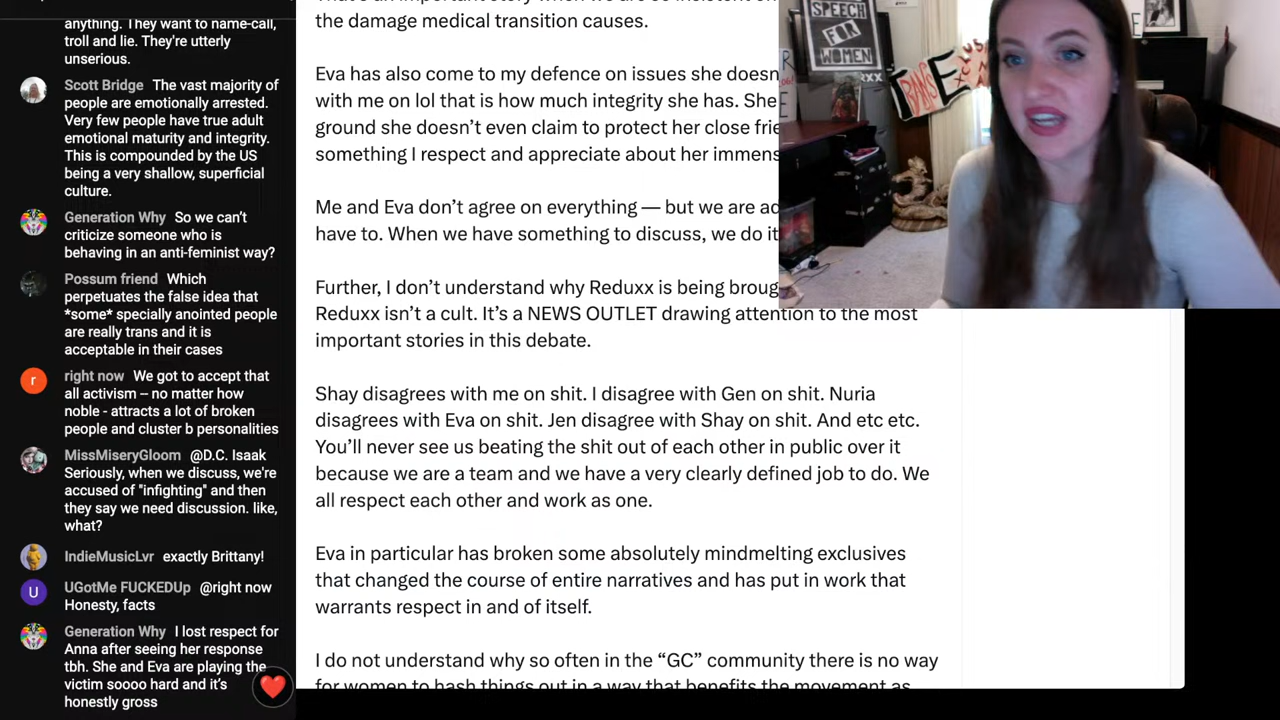 anything. They want to name-call,
troll and lie. They're utterly
unserious.
Scott Bridge The vast majority of
people are emotionally arrested.
Very few people have true adult
emotional maturity and integrity.
This is compounded by the US
being a very shallow, superficial
culture.
Generation Why So we can't
criticize someone who is
behaving in an anti-feminist way?
Possum friend Which
perpetuates the false idea that
*some* specially anointed people
are really trans and it is
acceptable in their cases
r
right now We got to accept that
all activism – no matter how
noble - attracts a lot of broken
people and cluster b personalities
MissMiseryGloom @D.C. Isaak
Seriously, when we discuss, we're
accused of "infighting" and then
they say we need discussion. like,
what?
IndieMusicLvr exactly Brittany!
U
UGotMe FUCKEDUp @right now
Honesty, facts
Generation Why I lost respect for
Anna after seeing her response
tbh. She and Eva are playing the
victim soooo hard and it's
honestly gross
the damage medical transition causes.
Eva has also come to my defence on issues she doesn
with me on lol that is how much integrity she has. She
ground she doesn't even claim to protect her close frie
something I respect and appreciate about her immens
Me and Eva don't agree on everything — but we are ad
have to. When we have something to discuss, we do it
Further, I don't understand why Reduxx is being broug
Reduxx isn't a cult. It's a NEWS OUTLET drawing attention to the most
important stories in this debate.
Shay disagrees with me on shit. I disagree with Gen on shit. Nuria
disagrees with Eva on shit. Jen disagree with Shay on shit. And etc etc.
You'll never see us beating the shit out of each other in public over it
because we are a team and we have a very clearly defined job to do. We
all respect each other and work as one.
Eva in particular has broken some absolutely mindmelting exclusives
that changed the course of entire narratives and has put in work that
warrants respect in and of itself.
I do not understand why so often in the “GC” community there is no way
for women to hash things out in a way that benefits the movement as
SPEECH
FOR
WOMEN